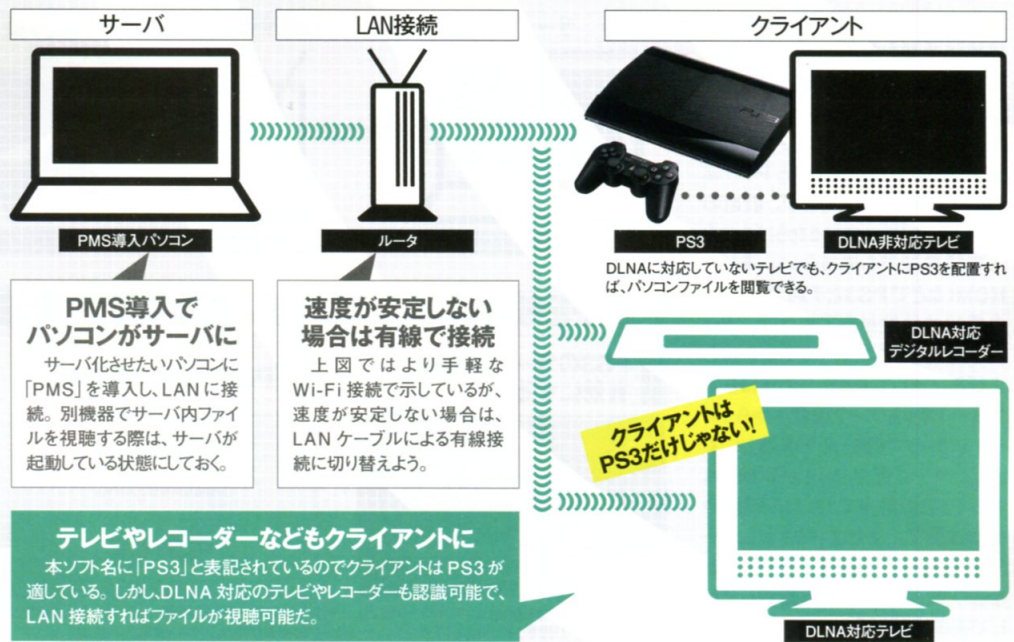 サーバ
LAN接続
クライアント
PMS導入パソコン
ルータ
PS3
DLNA非対応テレビ
DLNAに対応していないテレビでも、クライアントにPS3を配置すれ
ば、パソコンファイルを閲覧できる。
PMS導入で
パソコンがサーバに
サーバ化させたいパソコンに
「PMS」を導入し、LANに接
続。別機器でサーバ内ファイ
ルを視聴する際は、サーバが
起動している状態にしておく。
速度が安定しない
場合は有線で接続
上図ではより手軽な
Wi-Fi接続で示しているが、
速度が安定しない場合は、
LANケーブルによる有線接
続に切り替えよう。
DLNA対応
デジタルレコーダー
クライアントは
PS3だけじゃない!
テレビやレコーダーなどもクライアントに
本ソフト名に「PS3」と表記されているのでクライアントはPS3が
適している。しかし、DLNA対応のテレビやレコーダーも認識可能で、
LAN接続すればファイルが視聴可能だ。
DLNA対応テレビ